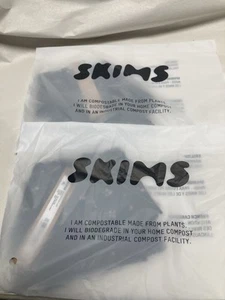 SKIMS
I AM COMPOSTABLE MADE FROM PLANTS.
I WILL BIODEGRADE IN YOUR HOME COMPOST
AND IN AN INDUSTRIAL COMPOST FACILITY.
SKIMS
I AM COMPOSTABLE MADE FROM PLANTS.
I WILL BIODEGRADE IN YOUR HOME COMPOST
AND IN AN INDUSTRIAL COMPOST FACILITY.